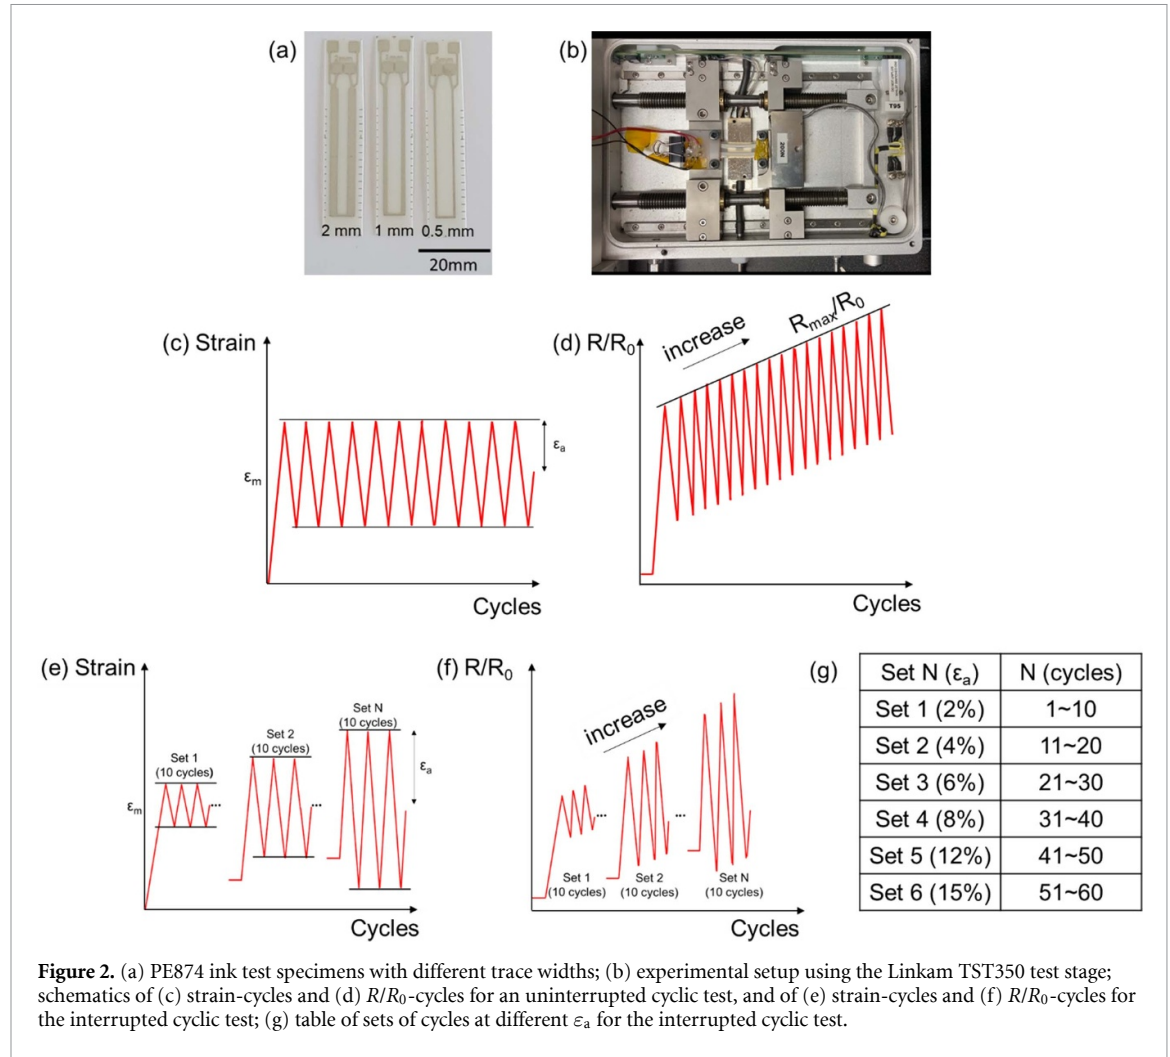 (a)
2 mm 1 mm 0.5 mm
20mm
(b)
200N
T95
(c) Strain
εₘ
εₐ
Cycles
(d) R/R₀
increase
Rₘₐₓ/R₀
Cycles
(e) Strain
Set 1
(10 cycles)
Set 2
(10 cycles)
Set N
(10 cycles)
εₘ
...
...
εₐ
Cycles
(f) R/R₀
increase
...
...
Set 1
(10 cycles)
Set 2
(10 cycles)
Set N
(10 cycles)
Cycles
(g)
Set N (εₐ) N (cycles)
Set 1 (2%) 1~10
Set 2 (4%) 11~20
Set 3 (6%) 21~30
Set 4 (8%) 31~40
Set 5 (12%) 41~50
Set 6 (15%) 51~60
Figure 2. (a) PE874 ink test specimens with different trace widths; (b) experimental setup using the Linkam TST350 test stage;
schematics of (c) strain-cycles and (d) R/R₀-cycles for an uninterrupted cyclic test, and of (e) strain-cycles and (f) R/R₀-cycles for
the interrupted cyclic test; (g) table of sets of cycles at different εₐ for the interrupted cyclic test.